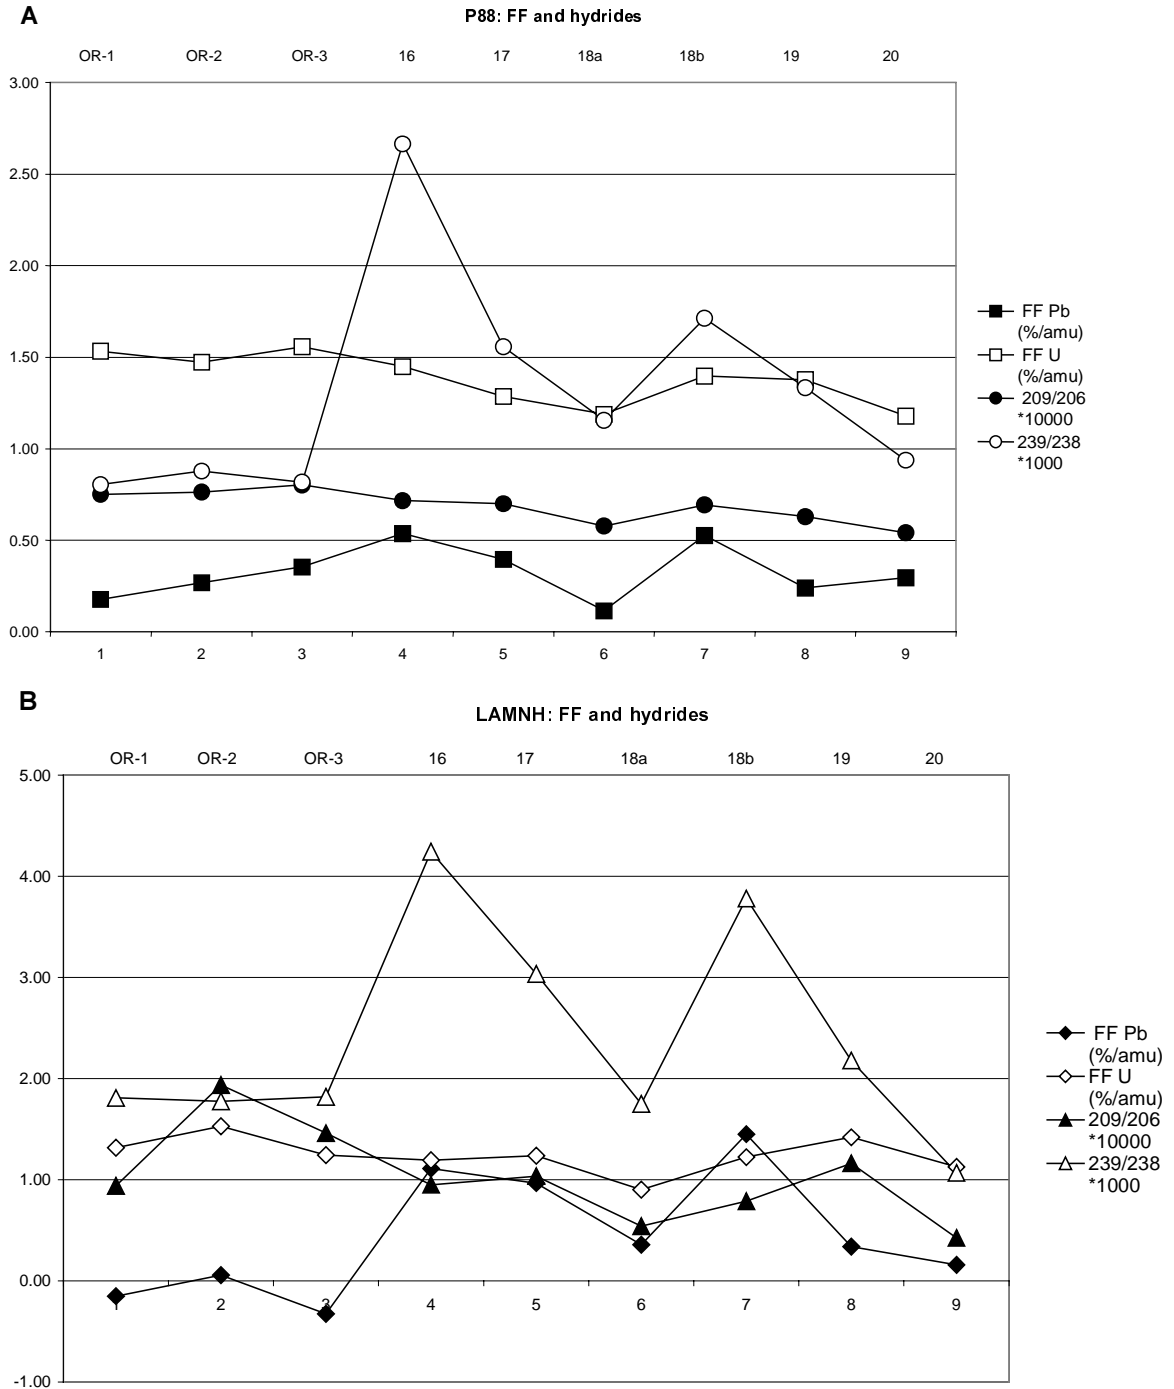 A
P88: FF and hydrides
OR-1 OR-2 OR-3 16 17 18a 18b 19 20
3.00
2.50
2.00
1.50
1.00
0.50
0.00
1 2 3 4 5 6 7 8 9
FF Pb
(%/amu)
FF U
(%/amu)
209/206
*10000
239/238
*1000
B
LAMNH: FF and hydrides
OR-1 OR-2 OR-3 16 17 18a 18b 19 20
5.00
4.00
3.00
2.00
1.00
0.00
-1.00
1 2 3 4 5 6 7 8 9
FF Pb
(%/amu)
FF U
(%/amu)
209/206
*10000
239/238
*1000